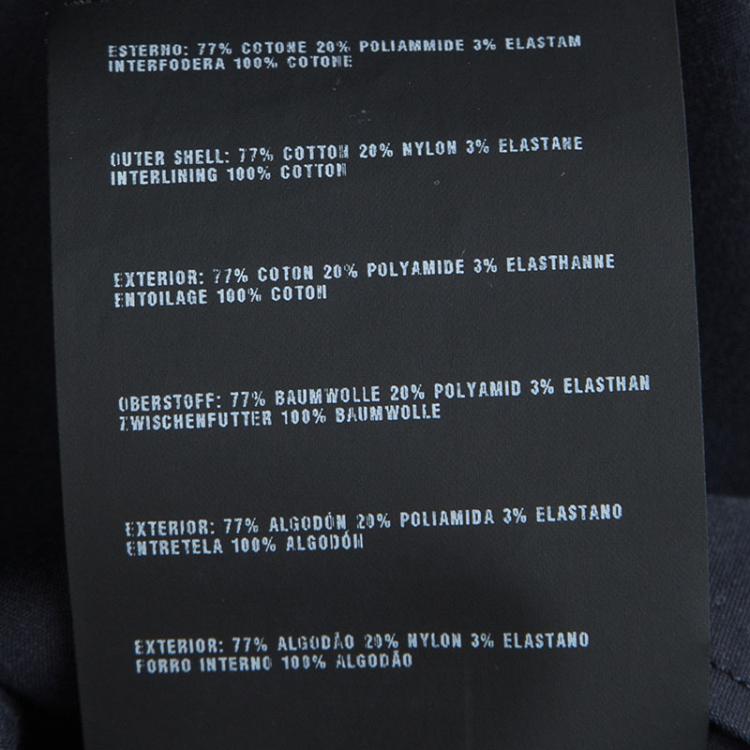 ESTERNO: 77% COTONE 20% POLIAMMIDE 3% ELASTAM
INTERFODERA 100% COTONE
OUTER SHELL: 77% COTTON 20% NYLON 3% ELASTANE
INTERLINING 100% COTTON
EXTERIOR: 77% COTON 20% POLYAMIDE 3% ELASTHANNE
ENTOILAGE 100% COTON
OBERSTOFF: 77% BAUMWOLLE 20% POLYAMID 3% ELASTHAN
ZWISCHENFUTTER 100% BAUMWOLLE
EXTERIOR: 77% ALGODÓN 20% POLIAMIDA 3% ELASTANO
ENTRETELA 100% ALGODÓN
EXTERIOR: 77% ALGODÃO 20% NYLON 3% ELASTANO
FORRO INTERNO 100% ALGODÃO